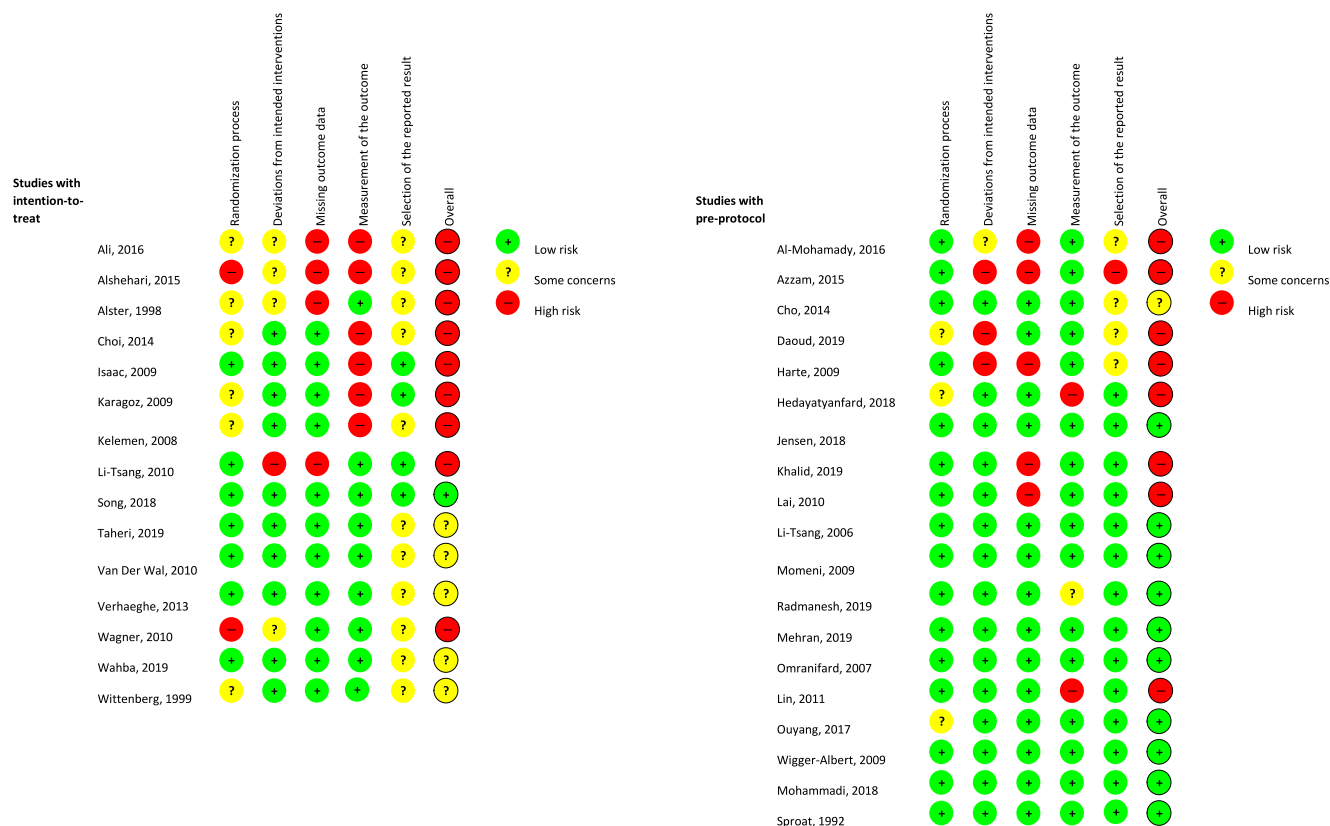 Studies with
intention-to-
treat
Randomization process
Deviations from intended interventions
Missing outcome data
Measurement of the outcome
Selection of the reported result
Overall
Ali, 2016 ? ? – – ? –
Alshehari, 2015 – ? – – ? –
Alster, 1998 ? ? – + ? –
Choi, 2014 ? + + – ? –
Isaac, 2009 + + + – + –
Karagoz, 2009 ? + + – + –
Kelemen, 2008 ? + + – ? –
Li-Tsang, 2010 + – – + + –
Song, 2018 + + + + + +
Taheri, 2019 + + + + ? ?
Van Der Wal, 2010 + + + + ? ?
Verhaeghe, 2013 + + + + ? ?
Wagner, 2010 – ? + + ? –
Wahba, 2019 + + + + ? ?
Wittenberg, 1999 ? + + + ? ?
+ Low risk
? Some concerns
– High risk
Studies with
pre-protocol
Randomization process
Deviations from intended interventions
Missing outcome data
Measurement of the outcome
Selection of the reported result
Overall
Al-Mohamady, 2016 + ? – + ? –
Azzam, 2015 + – – + – –
Cho, 2014 + + + + ? ?
Daoud, 2019 ? – + + ? –
Harte, 2009 + – – + ? –
Hedayatyanfard, 2018 ? + + – + –
Jensen, 2018 + + + + + +
Khalid, 2019 + + – + + –
Lai, 2010 + + – + + –
Li-Tsang, 2006 + + + + + +
Momeni, 2009 + + + + + +
Radmanesh, 2019 + + + ? + +
Mehran, 2019 + + + + + +
Omranifard, 2007 + + + + + +
Lin, 2011 + + + – + –
Ouyang, 2017 ? + + + + +
Wigger-Albert, 2009 + + + + + +
Mohammadi, 2018 + + + + + +
Sproat, 1992 + + + + + +
+ Low risk
? Some concerns
– High risk